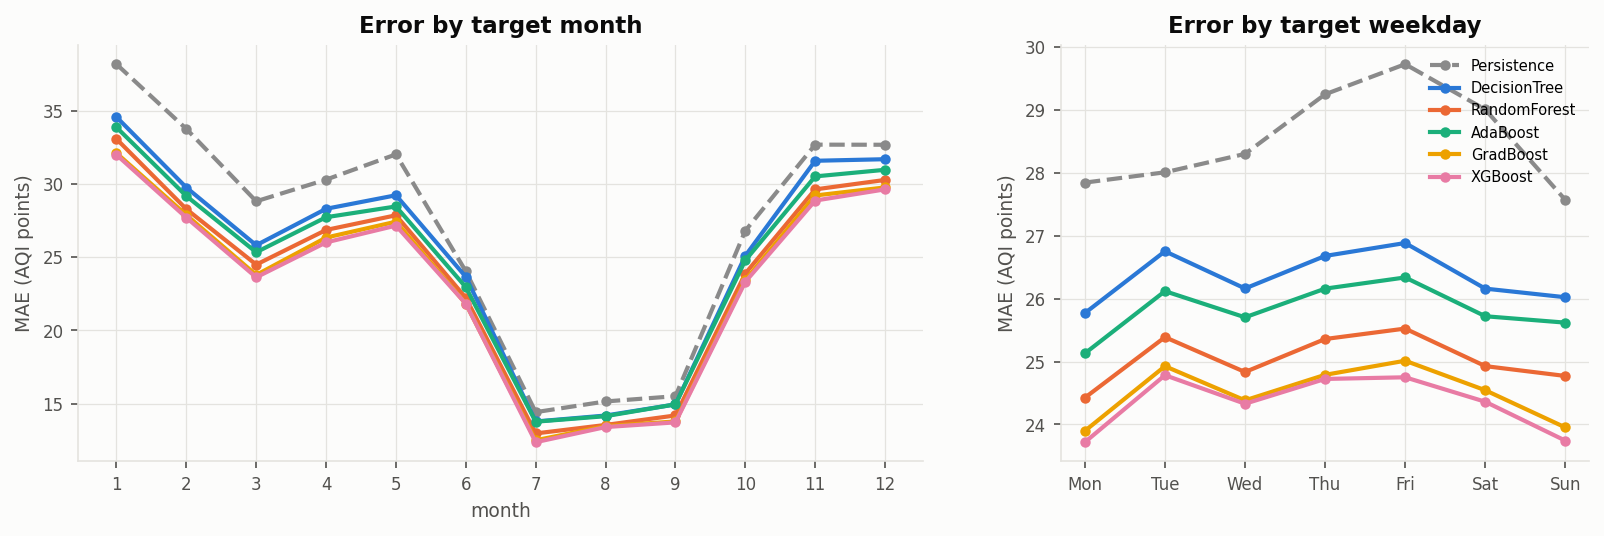 Error by target month
MAE (AQI points)
35
30
25
20
15
1 2 3 4 5 6 7 8 9 10 11 12
month
Error by target weekday
MAE (AQI points)
30
29
28
27
26
25
24
Mon Tue Wed Thu Fri Sat Sun
Persistence
DecisionTree
RandomForest
AdaBoost
GradBoost
XGBoost